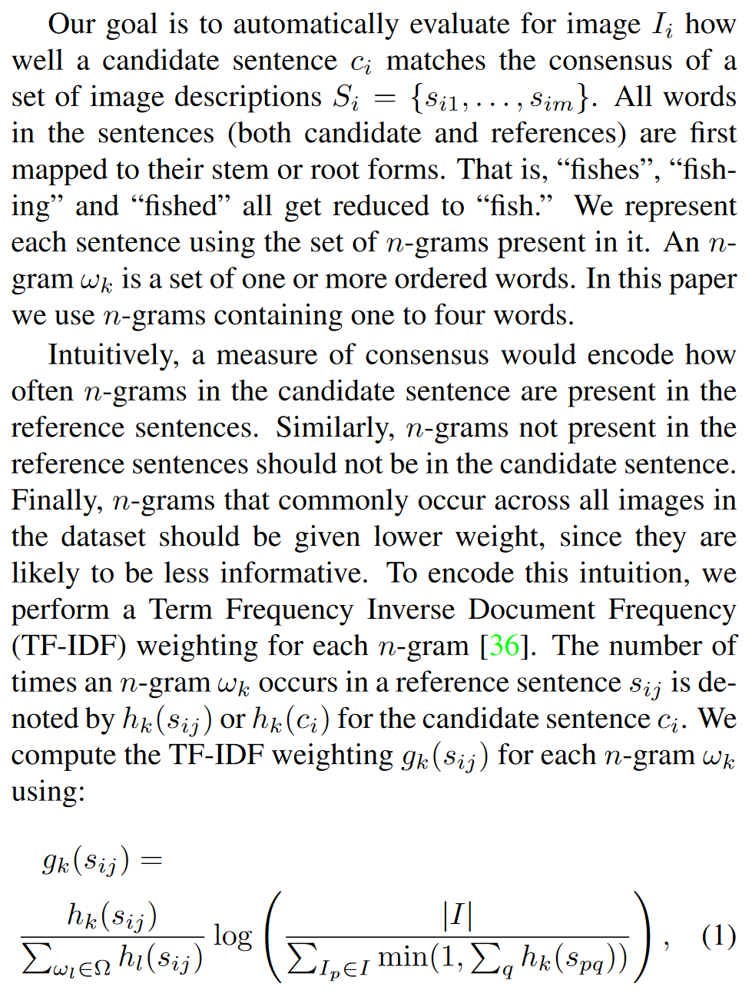 Our goal is to automatically evaluate for image I_i how
well a candidate sentence c_i matches the consensus of a
set of image descriptions S_i = {s_{i1}, . . . , s_{im}}. All words
in the sentences (both candidate and references) are first
mapped to their stem or root forms. That is, “fishes”, “fish-
ing” and “fished” all get reduced to “fish.” We represent
each sentence using the set of n-grams present in it. An n-
gram ω_k is a set of one or more ordered words. In this paper
we use n-grams containing one to four words.
Intuitively, a measure of consensus would encode how
often n-grams in the candidate sentence are present in the
reference sentences. Similarly, n-grams not present in the
reference sentences should not be in the candidate sentence.
Finally, n-grams that commonly occur across all images in
the dataset should be given lower weight, since they are
likely to be less informative. To encode this intuition, we
perform a Term Frequency Inverse Document Frequency
(TF-IDF) weighting for each n-gram [36]. The number of
times an n-gram ω_k occurs in a reference sentence s_{ij} is de-
noted by h_k(s_{ij}) or h_k(c_i) for the candidate sentence c_i. We
compute the TF-IDF weighting g_k(s_{ij}) for each n-gram ω_k
using:
g_k(s_{ij}) =
\frac{h_k(s_{ij})}{\sum_{ω_l∈Ω} h_l(s_{ij})} \log \left( \frac{|I|}{\sum_{I_p∈I} \min(1, \sum_q h_k(s_{pq}))} \right), (1)